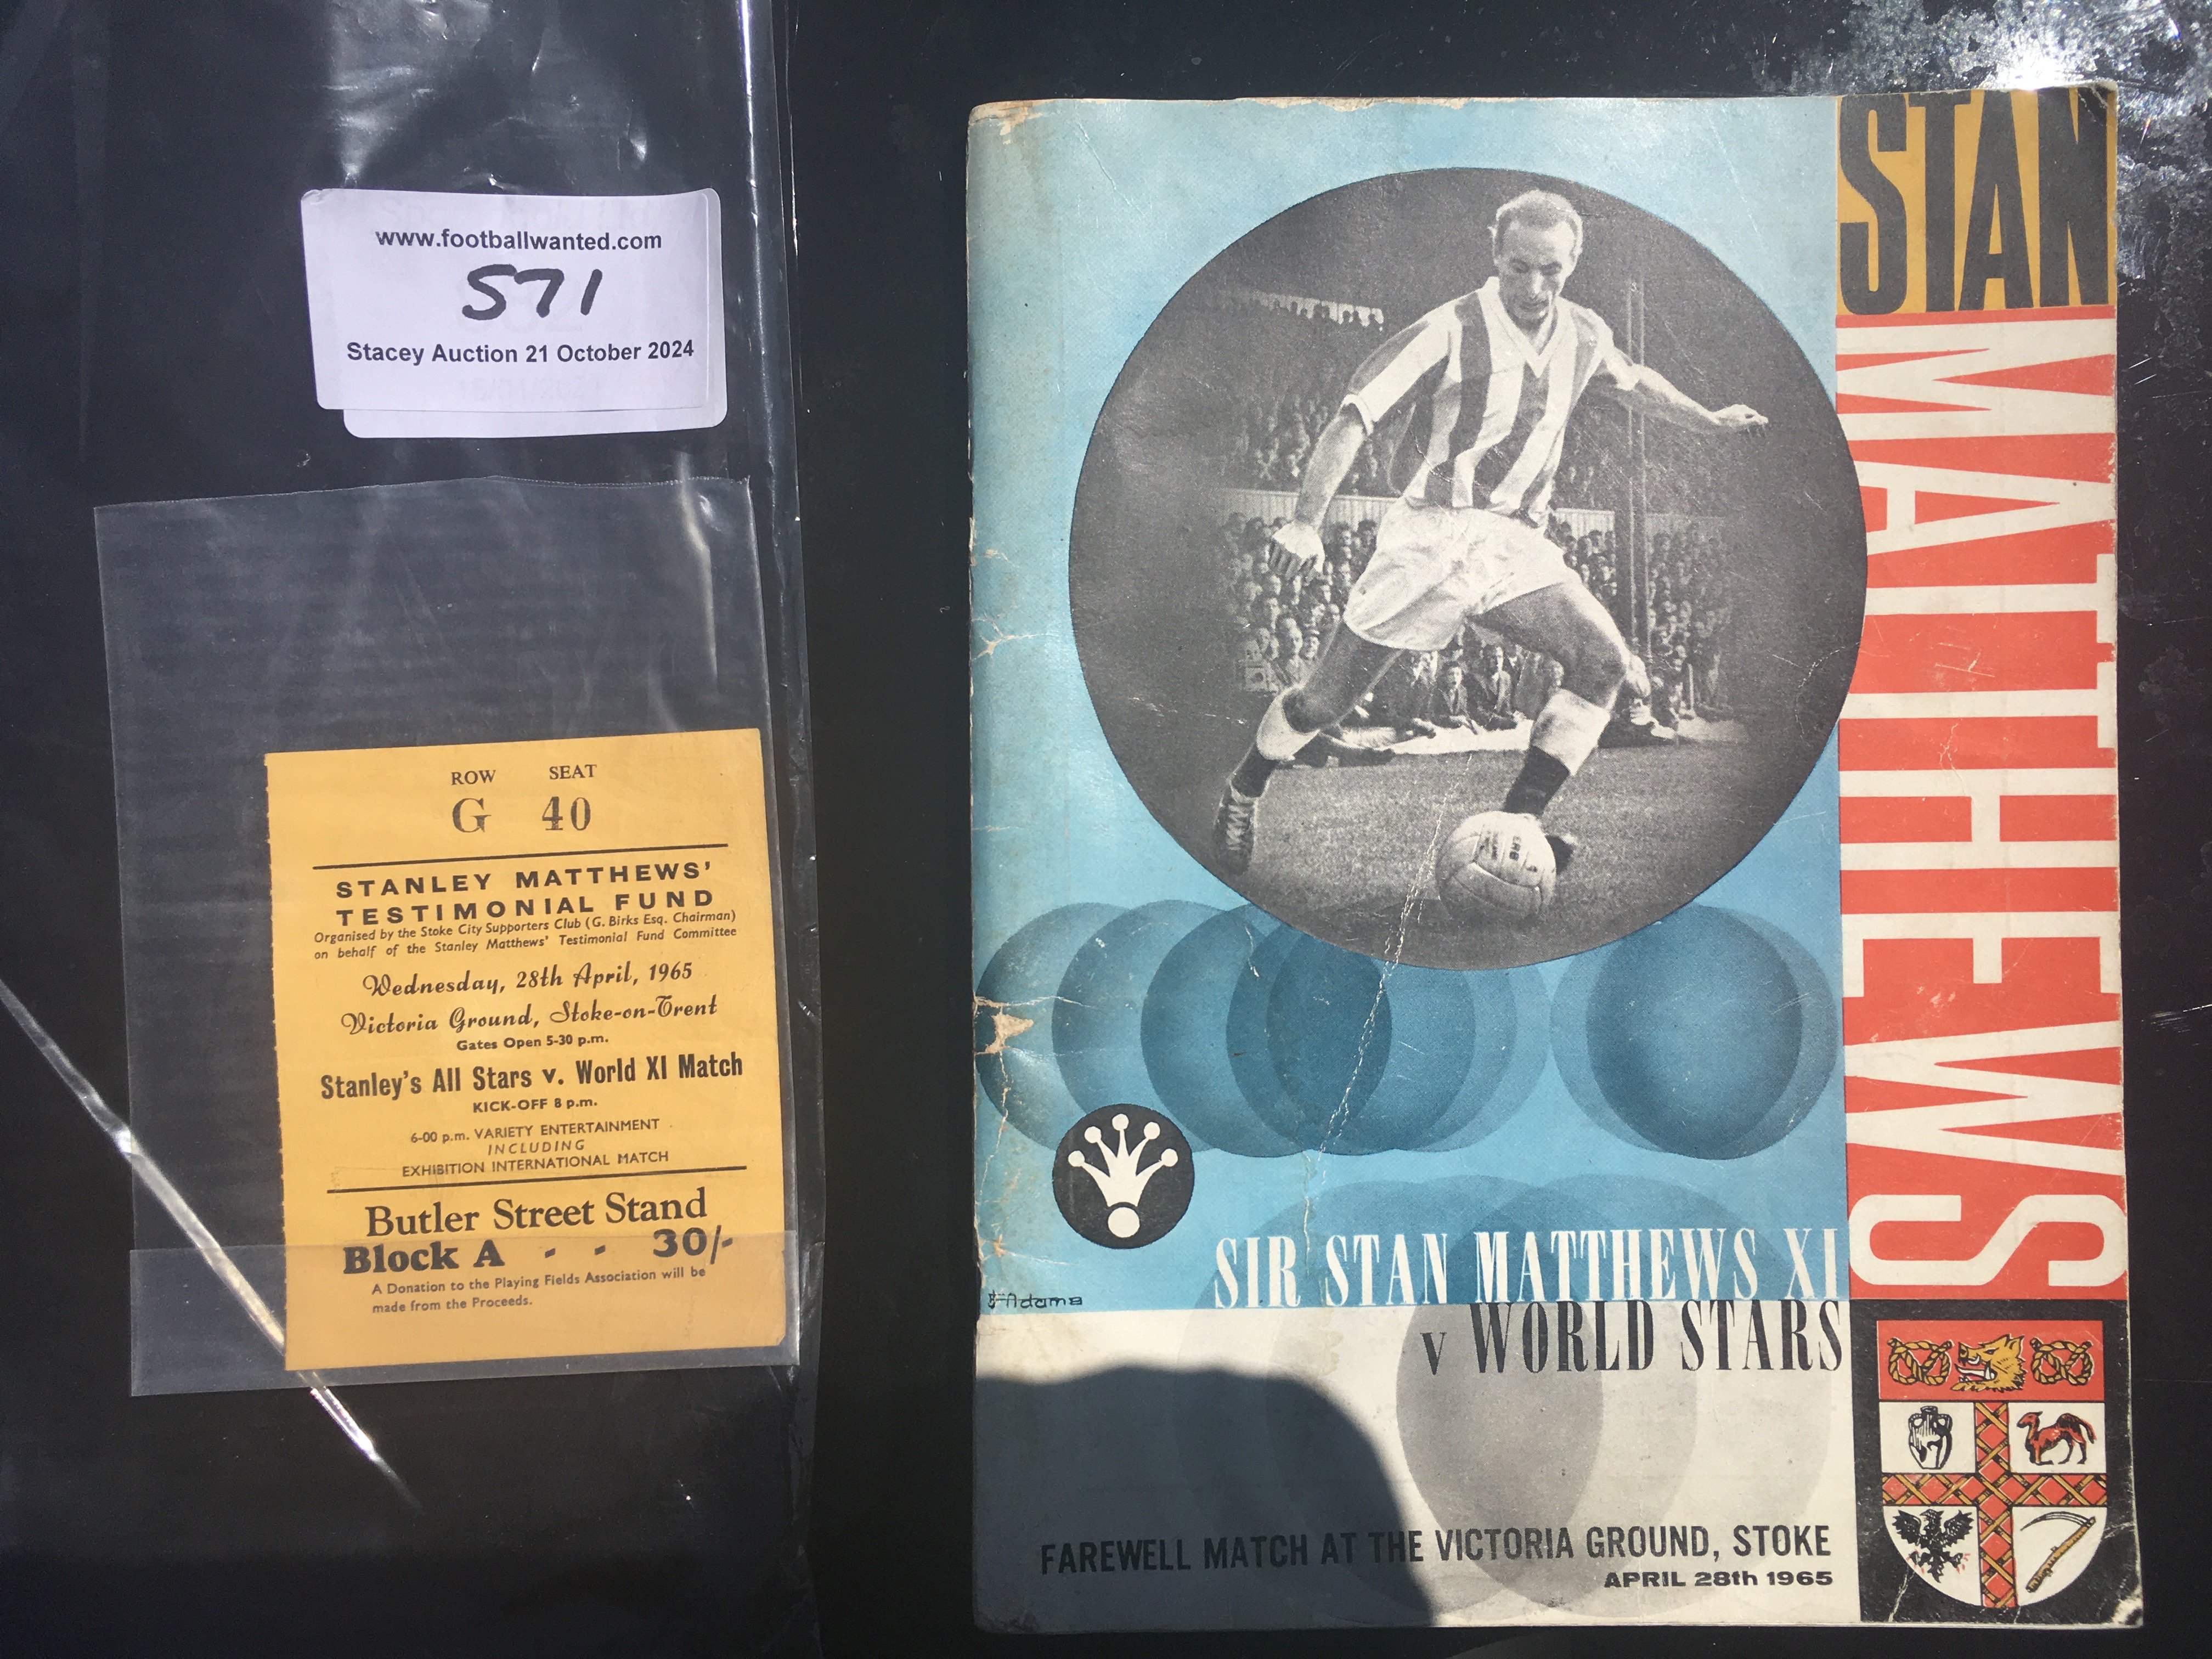 www.footballwanted.com
571
Stacey Auction 21 October 2024
ROW SEAT
G 40
STANLEY MATTHEWS'
TESTIMONIAL FUND
Organised by the Stoke City Supporters Club (G. Birks Esq. Chairman)
on behalf of the Stanley Matthews' Testimonial Fund Committee
Wednesday, 28th April, 1965
Victoria Ground, Stoke-on-Trent
Gates Open 5-30 p.m.
Stanley's All Stars v. World XI Match
KICK-OFF 8 p.m.
6-00 p.m. VARIETY ENTERTAINMENT
INCLUDING
EXHIBITION INTERNATIONAL MATCH
Butler Street Stand
Block A - - 30/-
A Donation to the Playing Fields Association will be
made from the Proceeds.
STAN MATTHEWS
SIR STAN MATTHEWS XI
v WORLD STARS
Adams
FAREWELL MATCH AT THE VICTORIA GROUND, STOKE
APRIL 28th 1965